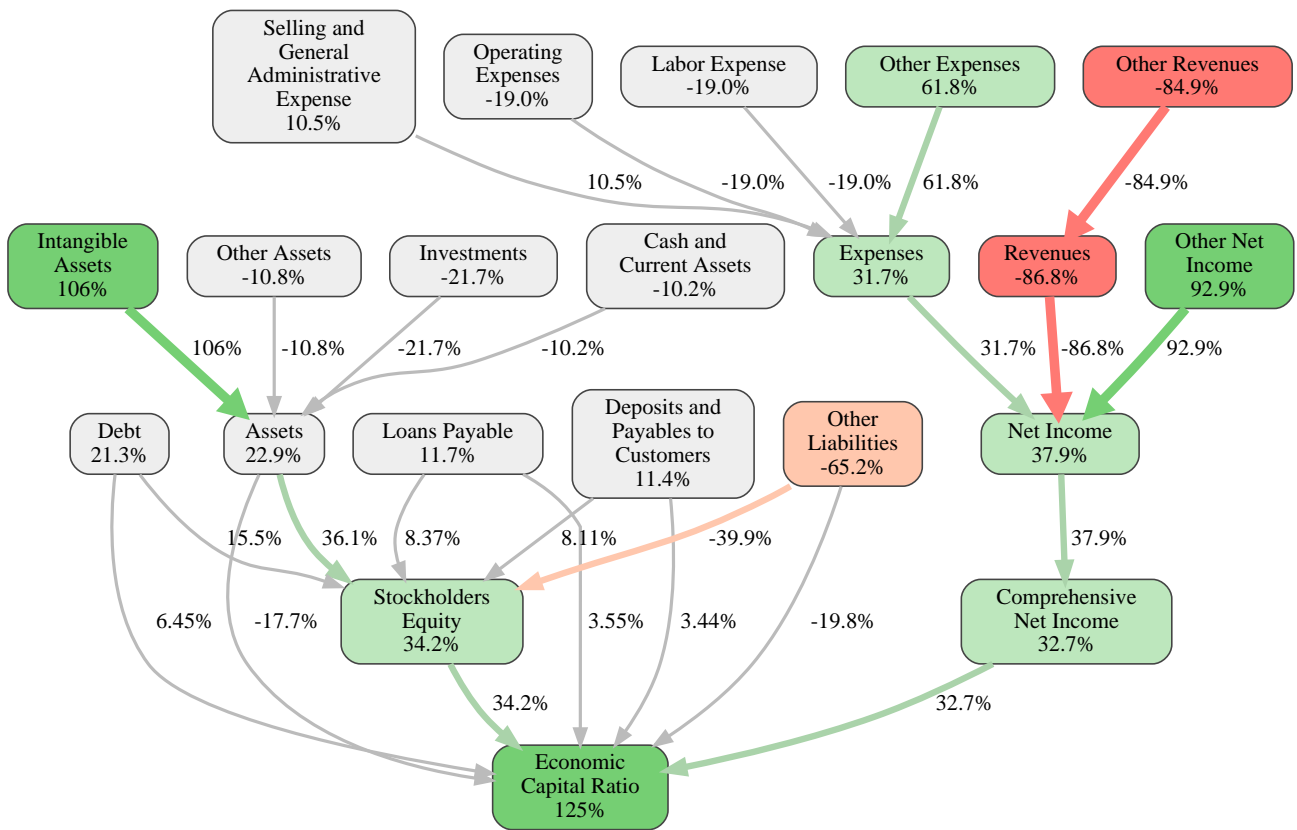 Selling and
General
Administrative
Expense
10.5%
Operating
Expenses
-19.0%
Labor Expense
-19.0%
Other Expenses
61.8%
Other Revenues
-84.9%
10.5%
-19.0%
-19.0%
61.8%
-84.9%
Intangible
Assets
106%
Other Assets
-10.8%
Investments
-21.7%
Cash and
Current Assets
-10.2%
Expenses
31.7%
Revenues
-86.8%
Other Net
Income
92.9%
106%
-10.8%
-21.7%
-10.2%
31.7%
-86.8%
92.9%
Debt
21.3%
Assets
22.9%
Loans Payable
11.7%
Deposits and
Payables to
Customers
11.4%
Other
Liabilities
-65.2%
Net Income
37.9%
15.5%
36.1%
8.37%
8.11%
-39.9%
37.9%
Stockholders
Equity
34.2%
Comprehensive
Net Income
32.7%
6.45%
-17.7%
3.55%
3.44%
-19.8%
34.2%
32.7%
Economic
Capital Ratio
125%